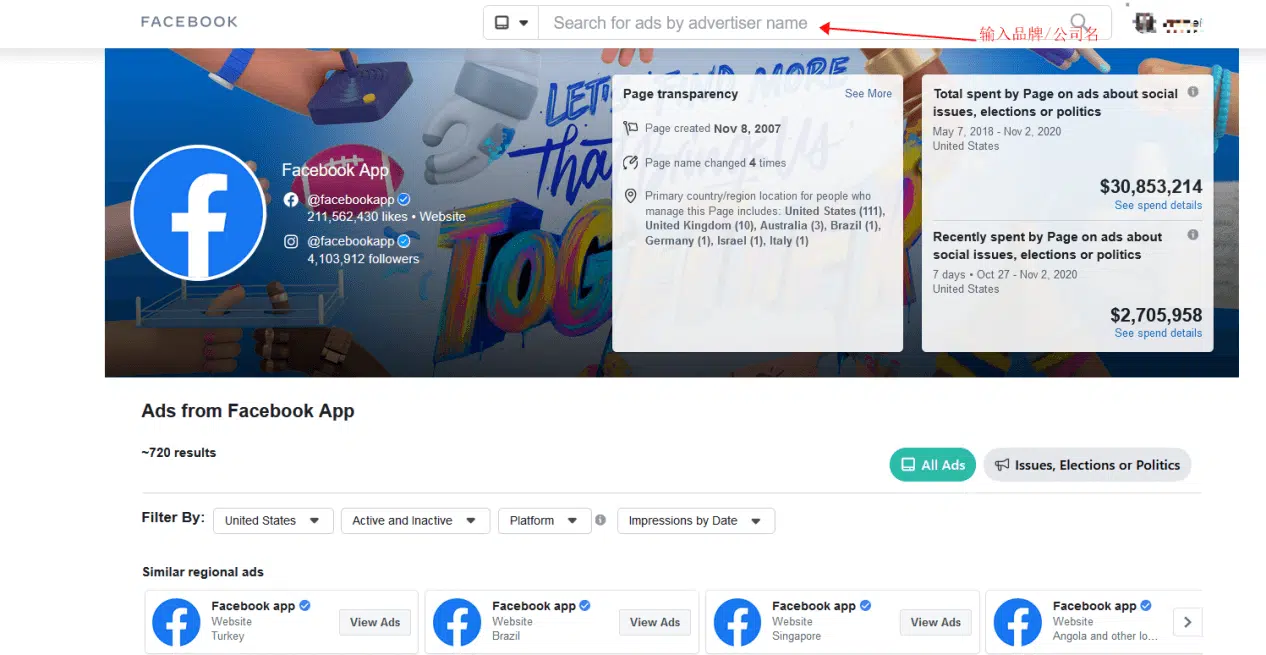 FACEBOOK
Search for ads by advertiser name
输入品牌/公司名
LET'S FIND MORE
that
US
TOGETHER
Facebook App
@facebookapp
211,562,430 likes • Website
@facebookapp
4,103,912 followers
Page transparency
See More
Page created Nov 8, 2007
Page name changed 4 times
Primary country/region location for people who
manage this Page includes: United States (111),
United Kingdom (10), Australia (3), Brazil (1),
Germany (1), Israel (1), Italy (1)
Total spent by Page on ads about social
issues, elections or politics
May 7, 2018 - Nov 2, 2020
United States
$30,853,214
See spend details
Recently spent by Page on ads about
social issues, elections or politics
7 days • Oct 27 - Nov 2, 2020
United States
$2,705,958
See spend details
Ads from Facebook App
~720 results
All Ads
Issues, Elections or Politics
Filter By:
United States
Active and Inactive
Platform
Impressions by Date
Similar regional ads
Facebook app
Website
Turkey
View Ads
Facebook app
Website
Brazil
View Ads
Facebook app
Website
Singapore
View Ads
Facebook app
Website
Angola and other lo...